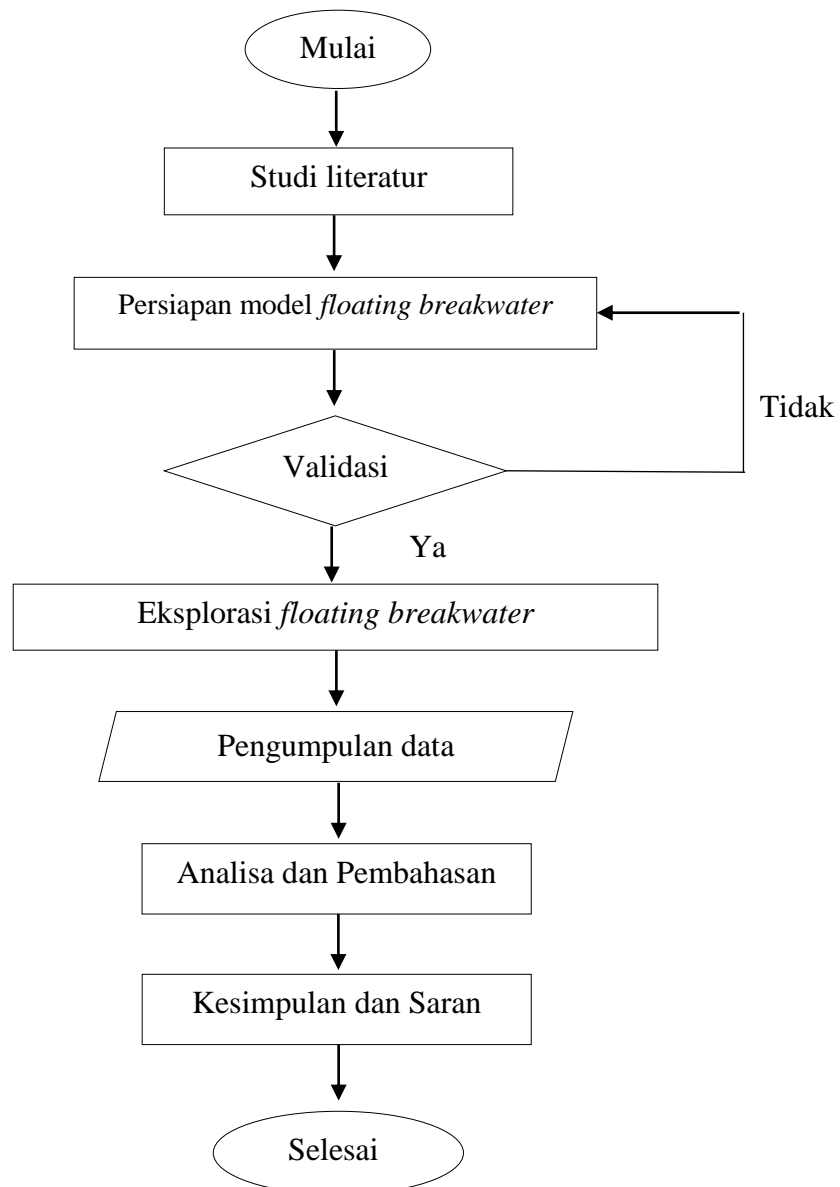 Mulai
Studi literatur
Persiapan model floating breakwater
Tidak
Validasi
Ya
Eksplorasi floating breakwater
Pengumpulan data
Analisa dan Pembahasan
Kesimpulan dan Saran
Selesai